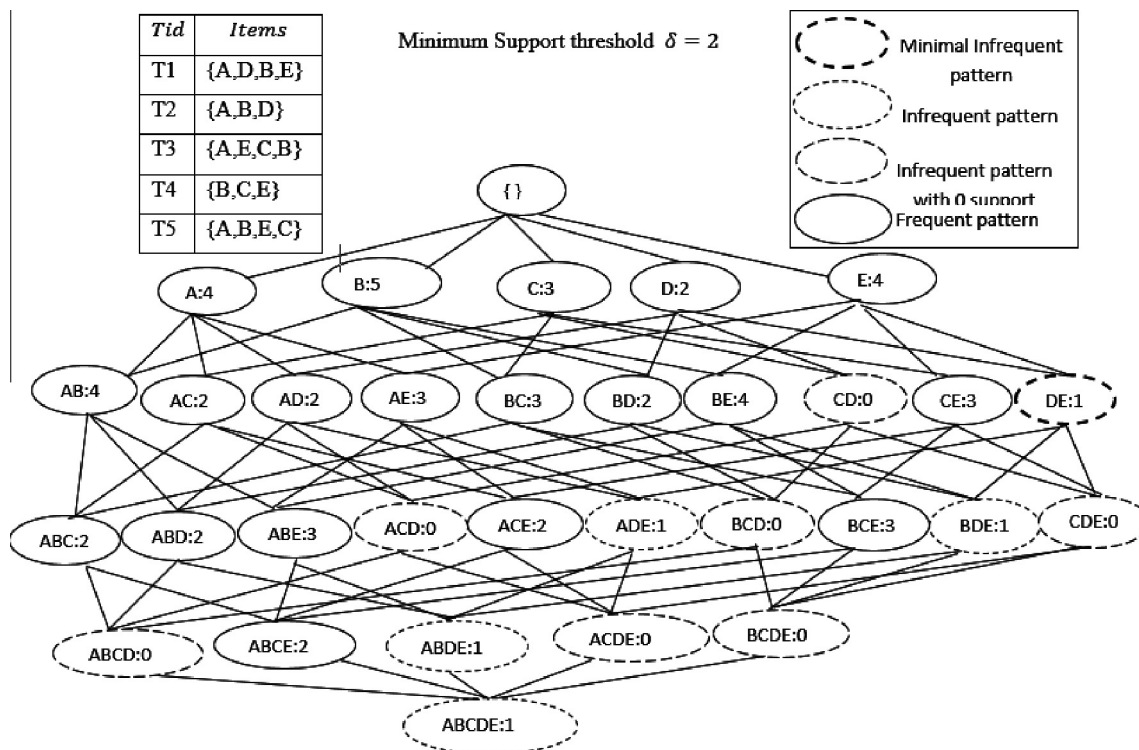 Tid Items
T1 {A,D,B,E}
T2 {A,B,D}
T3 {A,E,C,B}
T4 {B,C,E}
T5 {A,B,E,C}
Minimum Support threshold δ = 2
Minimal Infrequent
pattern
Infrequent pattern
Infrequent pattern
with 0 support
Frequent pattern
{ }
A:4 B:5 C:3 D:2 E:4
AB:4 AC:2 AD:2 AE:3 BC:3 BD:2 BE:4 CD:0 CE:3 DE:1
ABC:2 ABD:2 ABE:3 ACD:0 ACE:2 ADE:1 BCD:0 BCE:3 BDE:1 CDE:0
ABCD:0 ABCE:2 ABDE:1 ACDE:0 BCDE:0
ABCDE:1